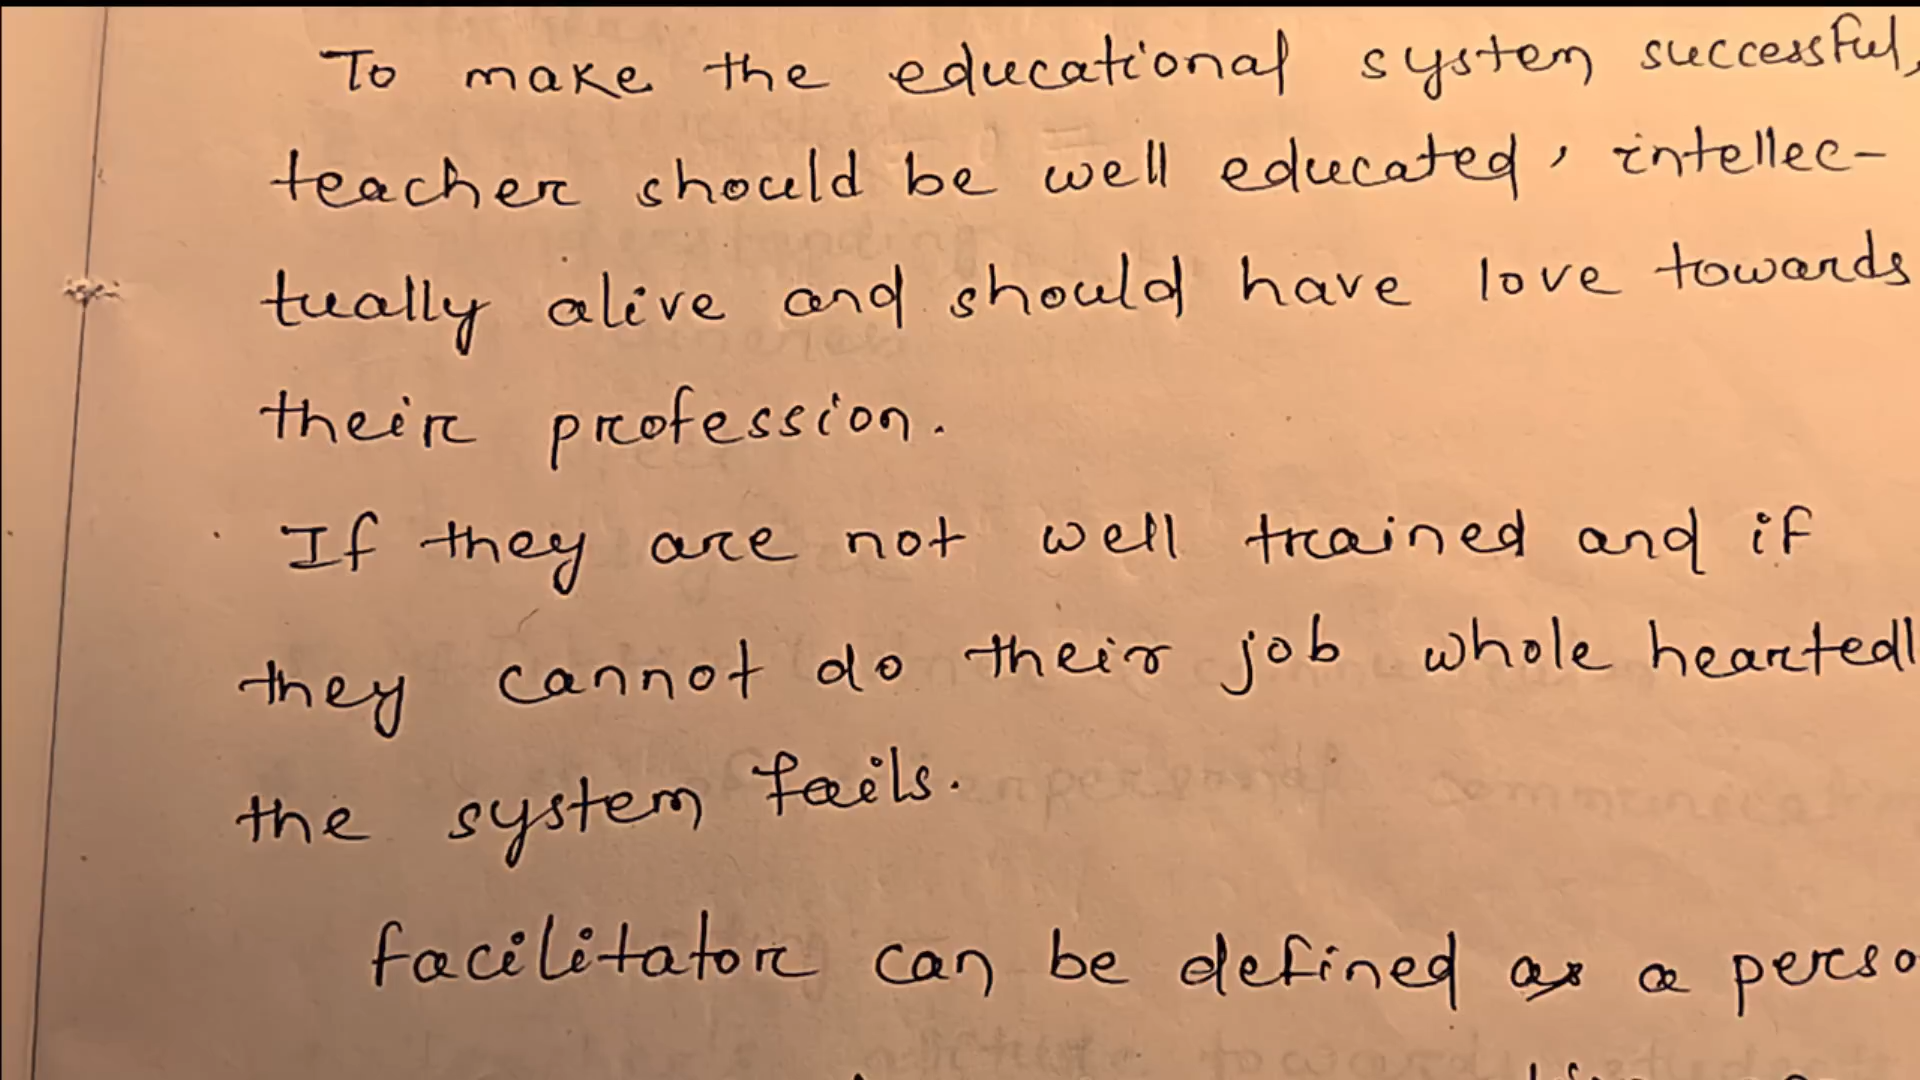 To make the educational system successful,
teacher should be well educated, intellec-
tually alive and should have love towards
their profession.
If they are not well trained and if
they cannot do their job whole heartedl
the system fails.
facilitator can be defined as a perso